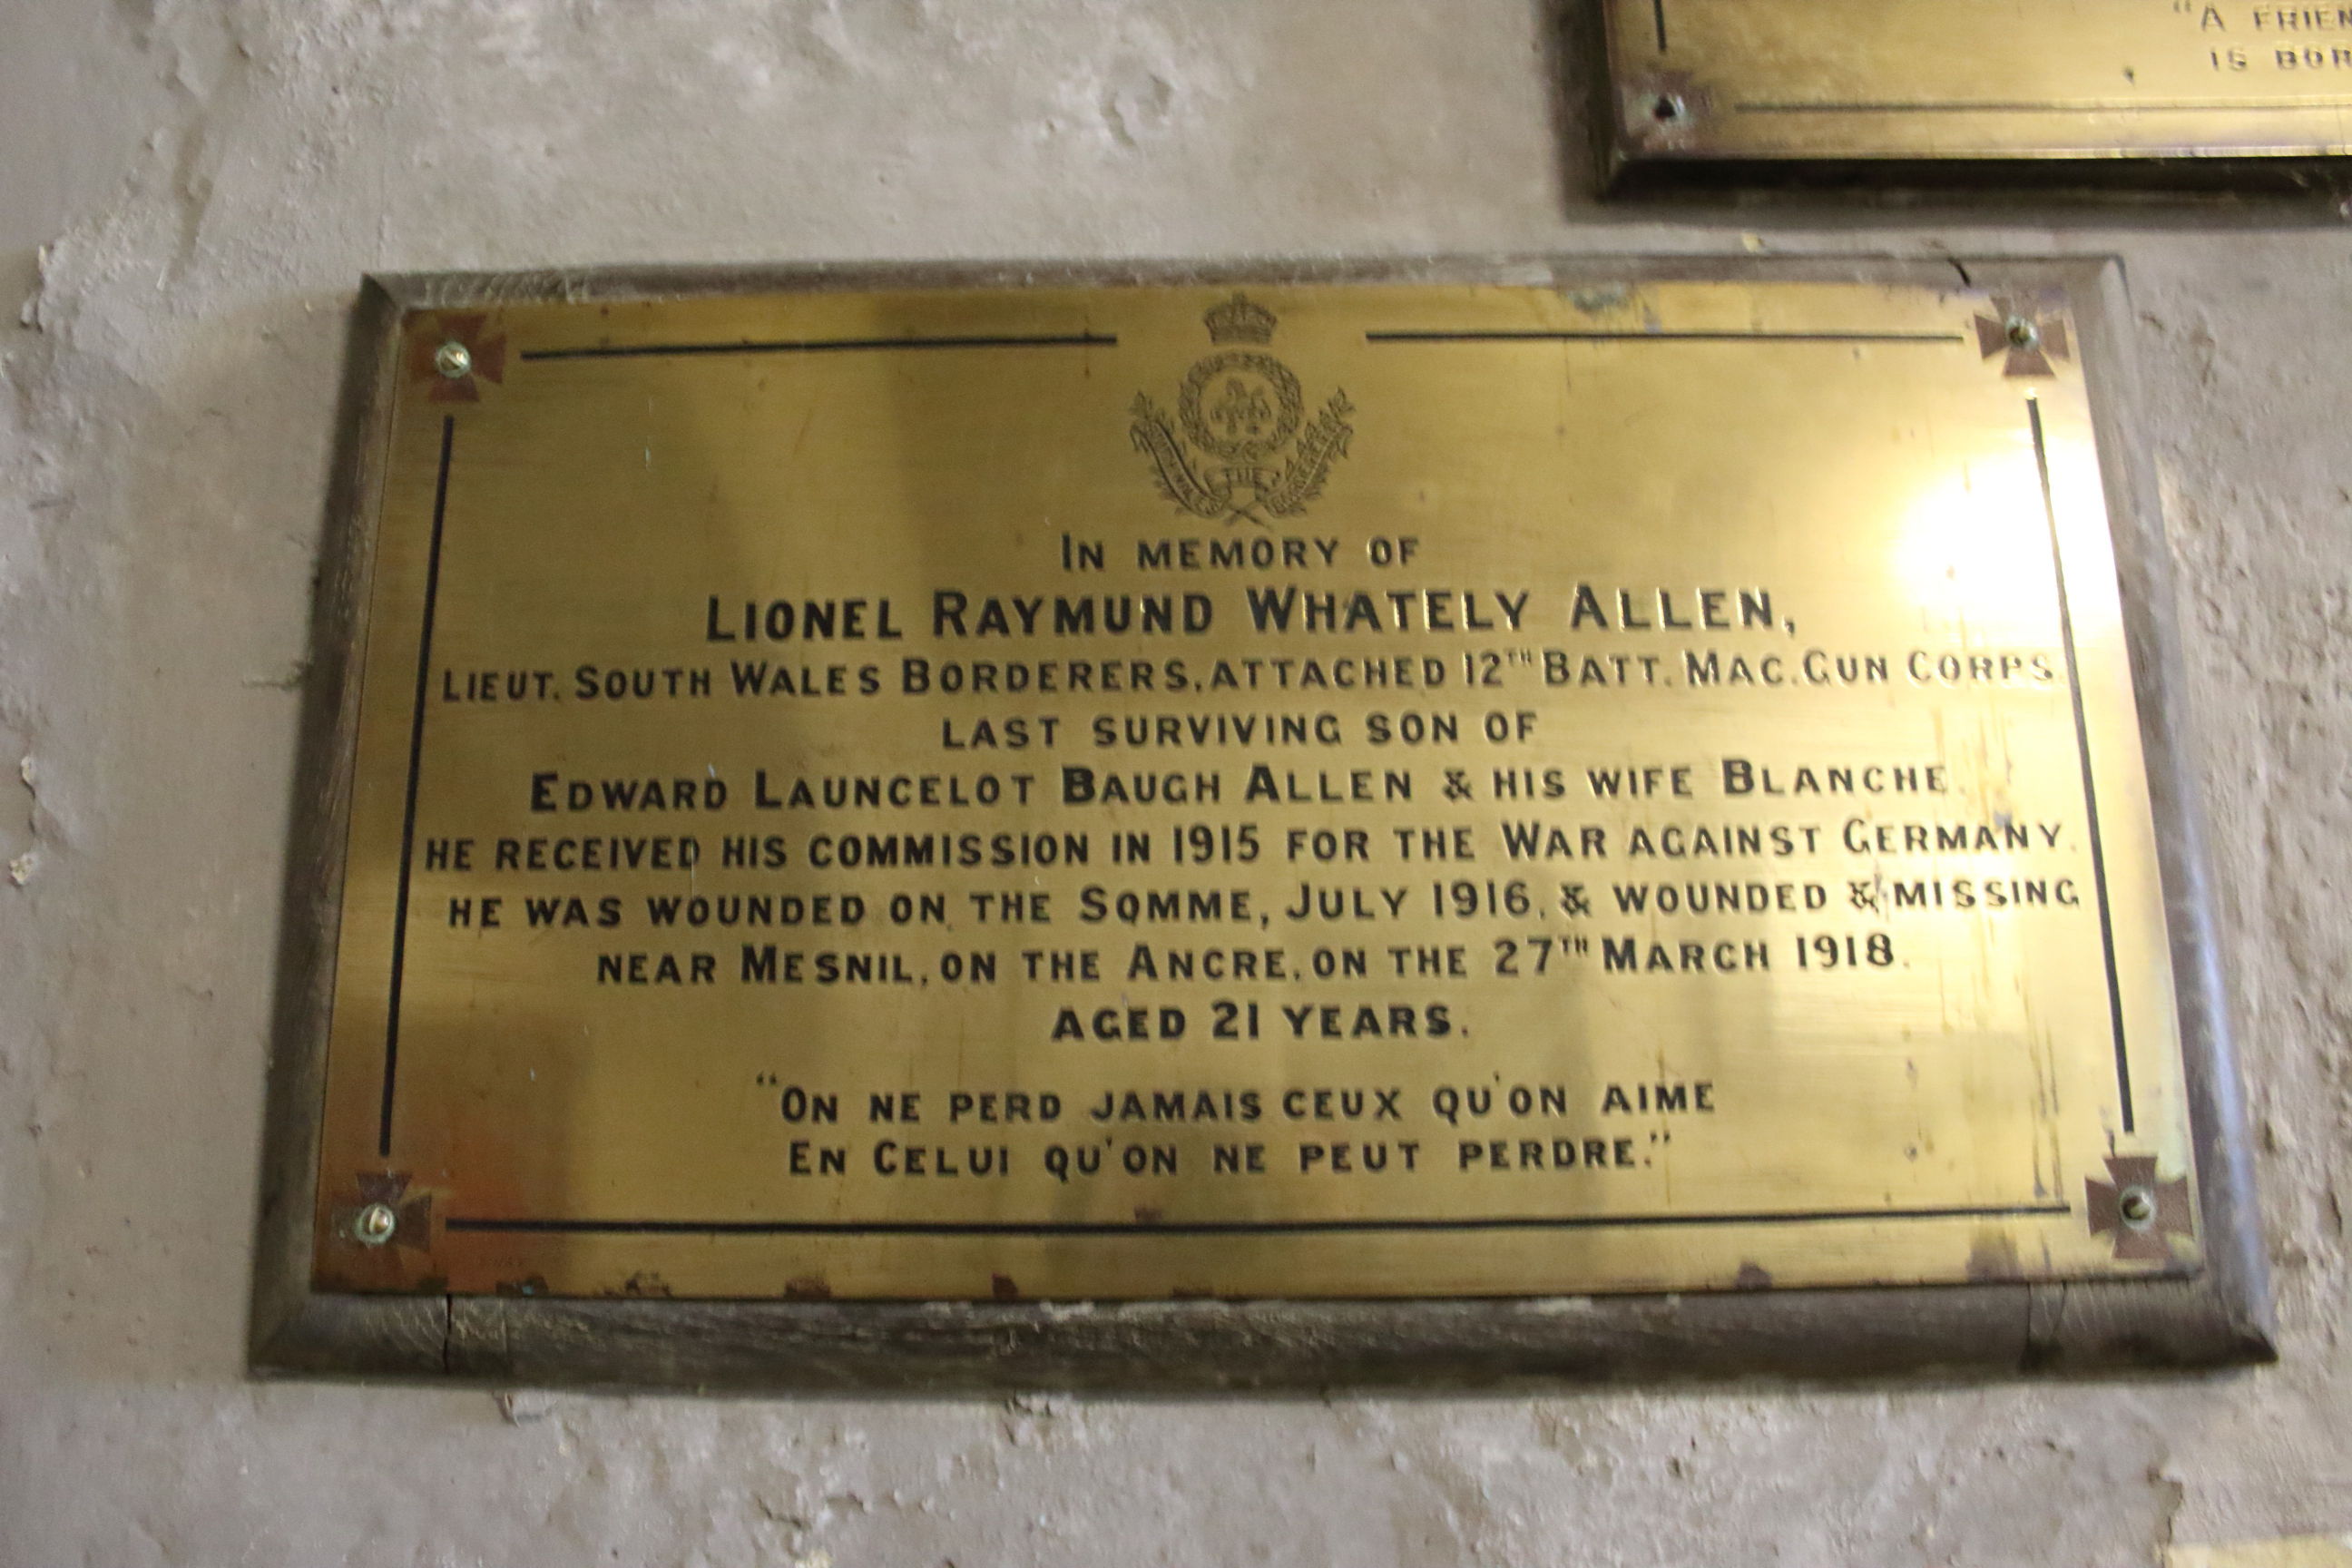 "A FRIEN
IS BOR
THE
IN MEMORY OF
LIONEL RAYMUND WHATELY ALLEN,
LIEUT. SOUTH WALES BORDERERS, ATTACHED 12TH BATT. MAC. GUN CORPS.
LAST SURVIVING SON OF
EDWARD LAUNCELOT BAUGH ALLEN & HIS WIFE BLANCHE.
HE RECEIVED HIS COMMISSION IN 1915 FOR THE WAR AGAINST GERMANY.
HE WAS WOUNDED ON THE SOMME, JULY 1916, & WOUNDED & MISSING
NEAR MESNIL, ON THE ANCRE, ON THE 27TH MARCH 1918.
AGED 21 YEARS.
"ON NE PERD JAMAIS CEUX QU'ON AIME
EN CELUI QU'ON NE PEUT PERDRE."